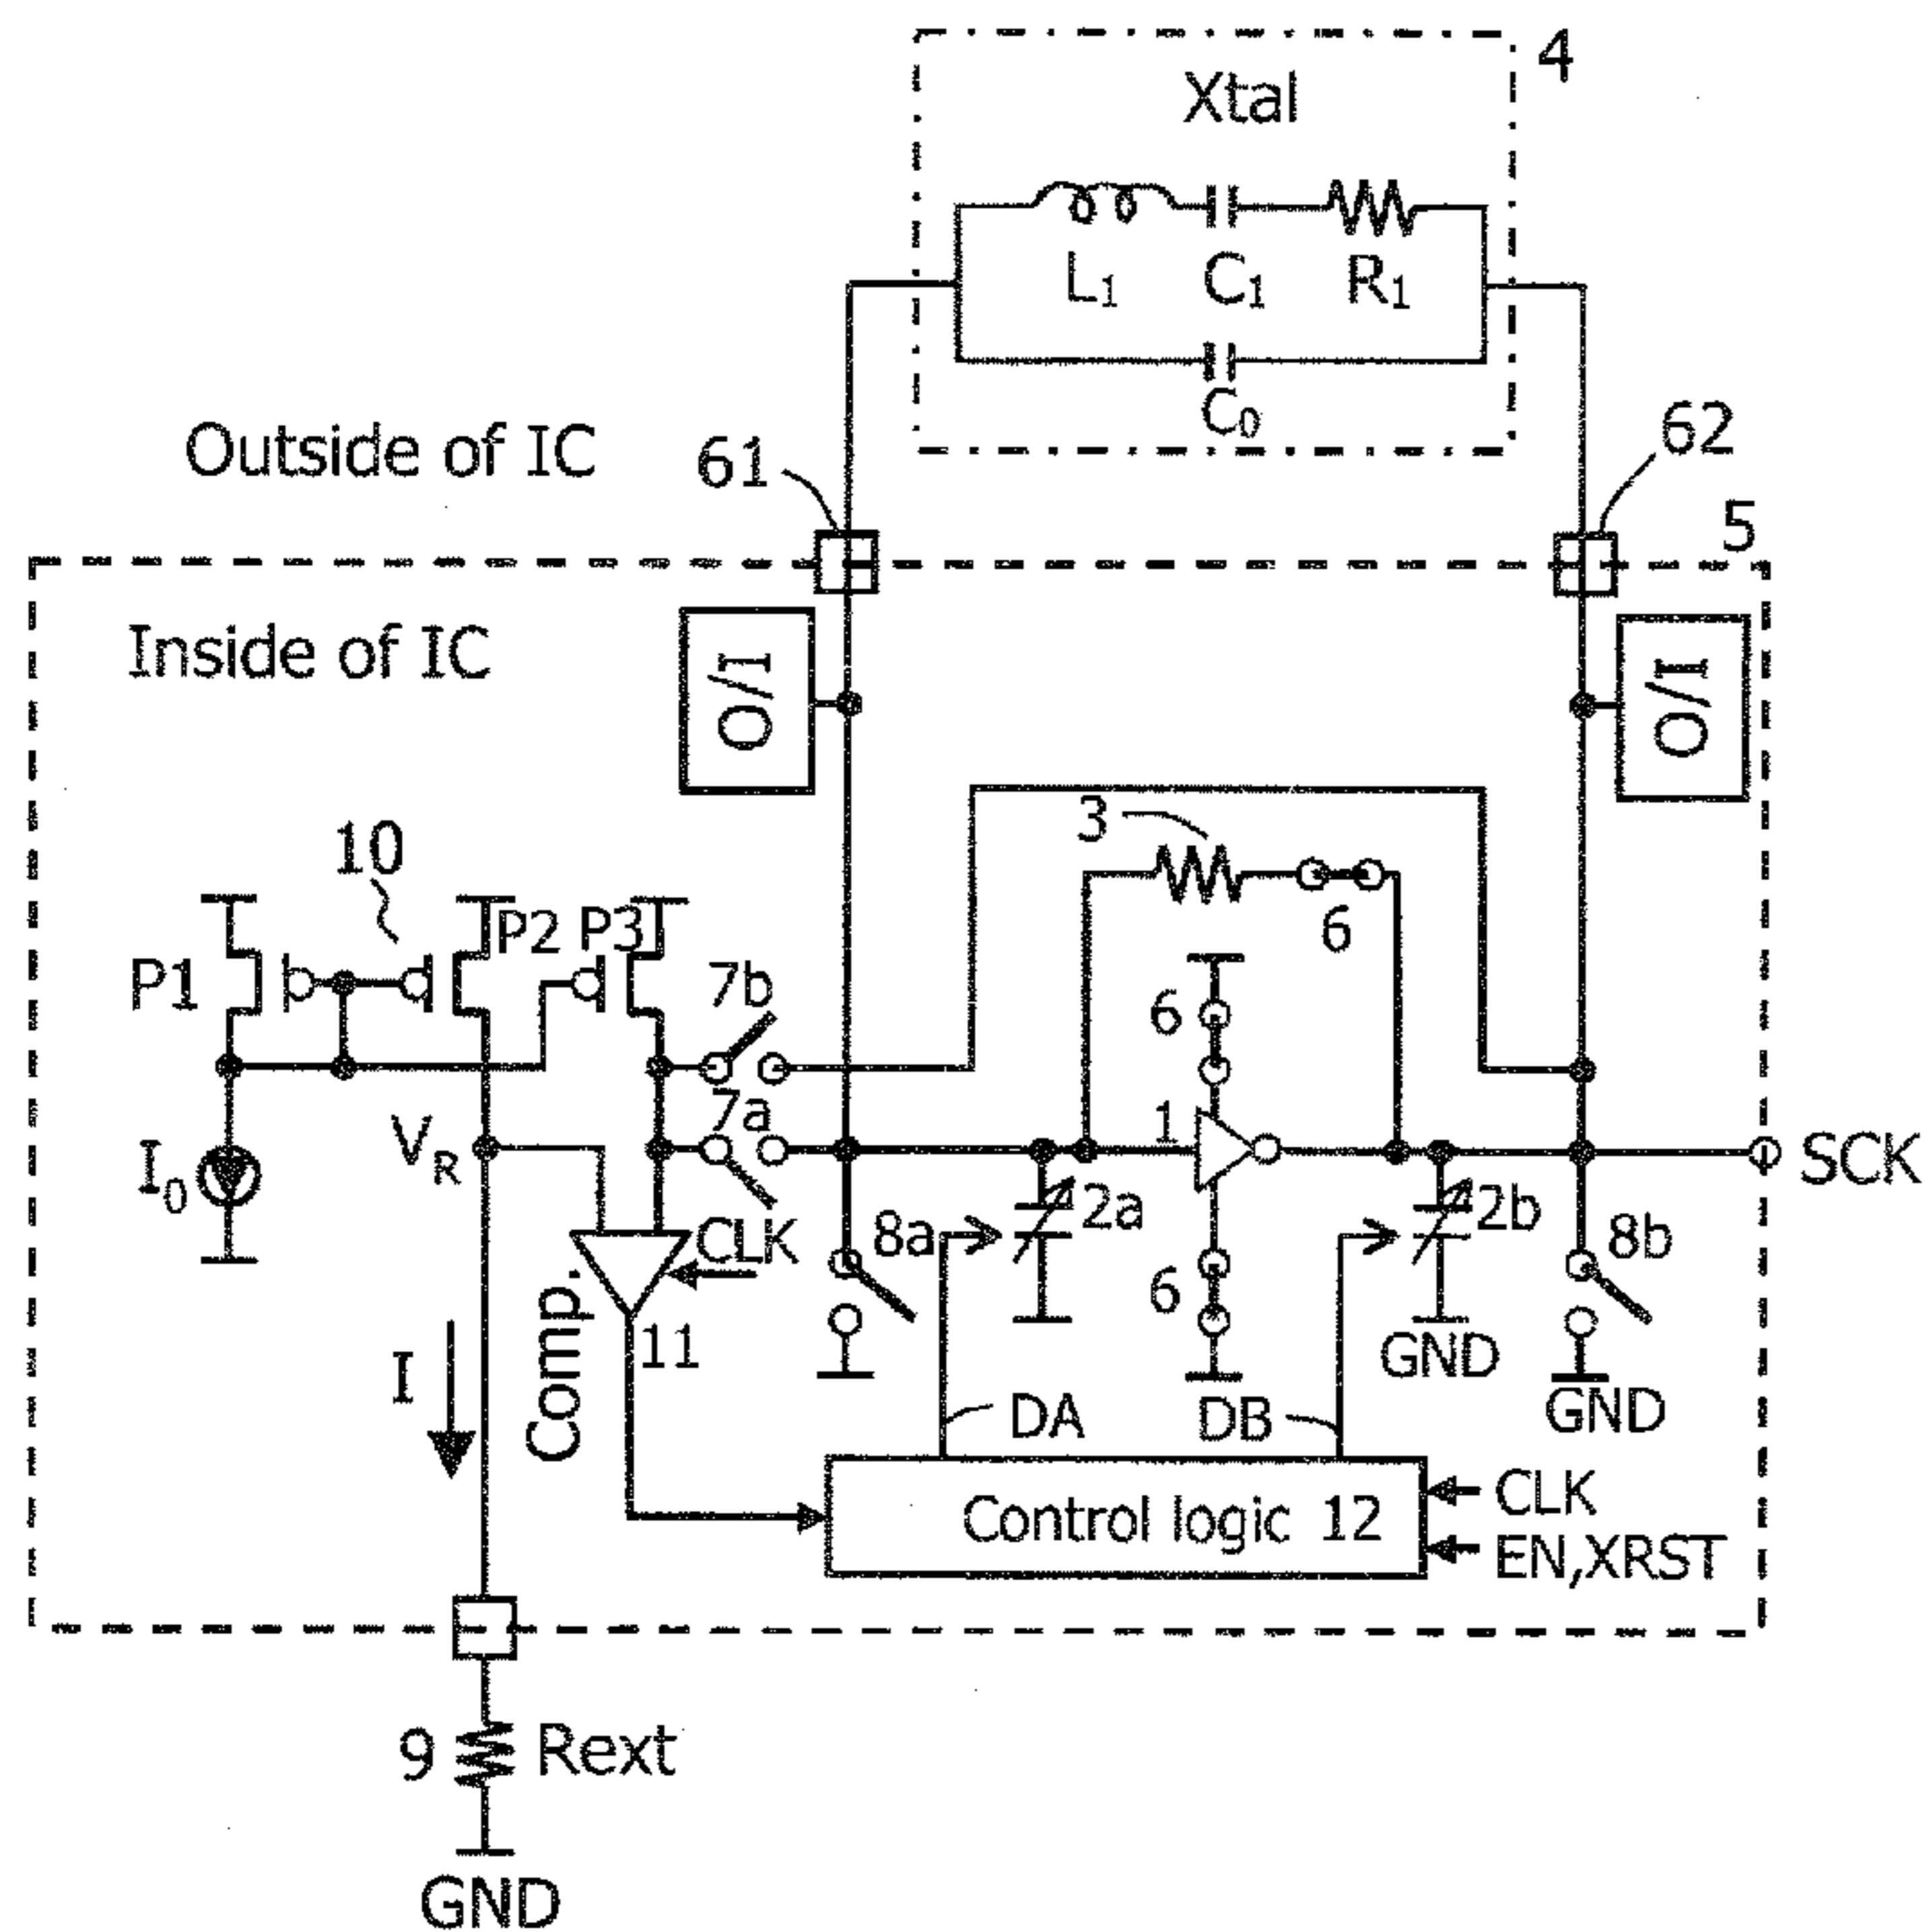 4
Xtal
L1
C1
R1
C0
Outside of IC
61
62
5
Inside of IC
I/O
I/O
3
10
P1
P2
P3
6
7b
6
7a
1
VR
I0
CLK
8a
2a
2b
8b
SCK
Comp.
11
6
GND
GND
I
DA
DB
Control logic 12
CLK
EN,XRST
9
Rext
GND